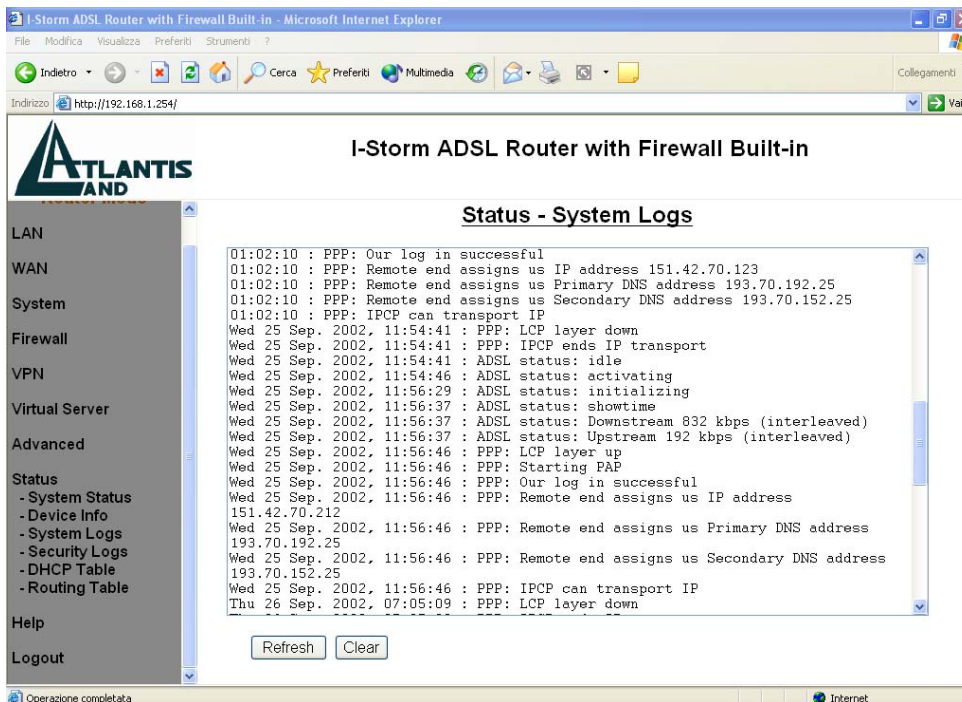 I-Storm ADSL Router with Firewall Built-in - Microsoft Internet Explorer
File Modifica Visualizza Preferiti Strumenti ?
Indietro Cerca Preferiti Multimedia
Collegamenti
Indirizzo http://192.168.1.254/ Vai
ATLANTIS
LAND
I-Storm ADSL Router with Firewall Built-in
Router Mode
LAN
WAN
System
Firewall
VPN
Virtual Server
Advanced
Status
- System Status
- Device Info
- System Logs
- Security Logs
- DHCP Table
- Routing Table
Help
Logout
Status - System Logs
01:02:10 : PPP: Our log in successful
01:02:10 : PPP: Remote end assigns us IP address 151.42.70.123
01:02:10 : PPP: Remote end assigns us Primary DNS address 193.70.192.25
01:02:10 : PPP: Remote end assigns us Secondary DNS address 193.70.152.25
01:02:10 : PPP: IPCP can transport IP
Wed 25 Sep. 2002, 11:54:41 : PPP: LCP layer down
Wed 25 Sep. 2002, 11:54:41 : PPP: IPCP ends IP transport
Wed 25 Sep. 2002, 11:54:41 : ADSL status: idle
Wed 25 Sep. 2002, 11:54:46 : ADSL status: activating
Wed 25 Sep. 2002, 11:56:29 : ADSL status: initializing
Wed 25 Sep. 2002, 11:56:37 : ADSL status: showtime
Wed 25 Sep. 2002, 11:56:37 : ADSL status: Downstream 832 kbps (interleaved)
Wed 25 Sep. 2002, 11:56:37 : ADSL status: Upstream 192 kbps (interleaved)
Wed 25 Sep. 2002, 11:56:46 : PPP: LCP layer up
Wed 25 Sep. 2002, 11:56:46 : PPP: Starting PAP
Wed 25 Sep. 2002, 11:56:46 : PPP: Our log in successful
Wed 25 Sep. 2002, 11:56:46 : PPP: Remote end assigns us IP address
151.42.70.212
Wed 25 Sep. 2002, 11:56:46 : PPP: Remote end assigns us Primary DNS address
193.70.192.25
Wed 25 Sep. 2002, 11:56:46 : PPP: Remote end assigns us Secondary DNS address
193.70.152.25
Wed 25 Sep. 2002, 11:56:46 : PPP: IPCP can transport IP
Thu 26 Sep. 2002, 07:05:09 : PPP: LCP layer down
Refresh Clear
Operazione completata
Internet